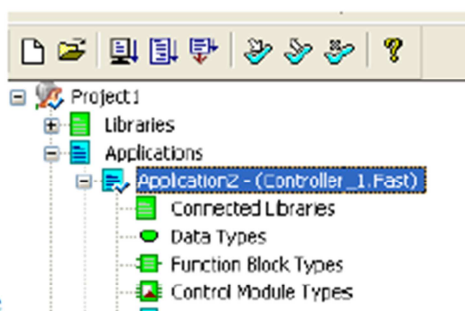 Project1
Libraries
Applications
Application2 - (Controller_1.Fast)
Connected Libraries
Data Types
Function Block Types
Control Module Types